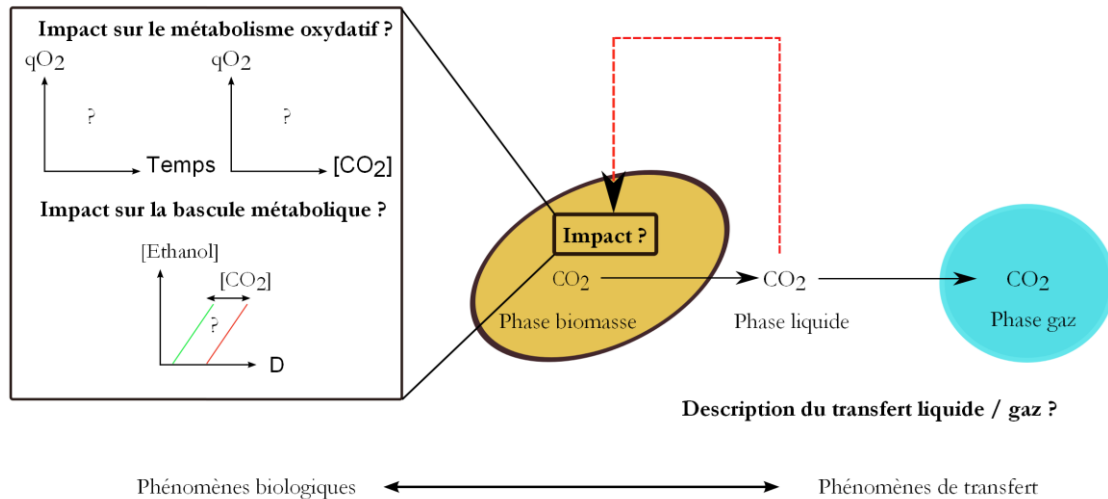 Impact sur le métabolisme oxydatif ?
qO2 qO2
? ?
Temps [CO2]
Impact sur la bascule métabolique ?
[Ethanol]
[CO2]
?
D
Impact ?
CO2 CO2 CO2
Phase biomasse Phase liquide Phase gaz
Description du transfert liquide / gaz ?
Phénomènes biologiques Phénomènes de transfert